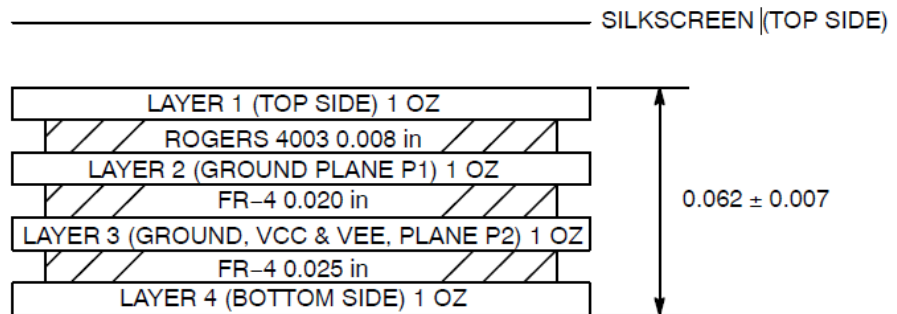 SILKSCREEN (TOP SIDE)
LAYER 1 (TOP SIDE) 1 OZ
ROGERS 4003 0.008 in
LAYER 2 (GROUND PLANE P1) 1 OZ
FR−4 0.020 in
0.062 ± 0.007
LAYER 3 (GROUND, VCC & VEE, PLANE P2) 1 OZ
FR−4 0.025 in
LAYER 4 (BOTTOM SIDE) 1 OZ